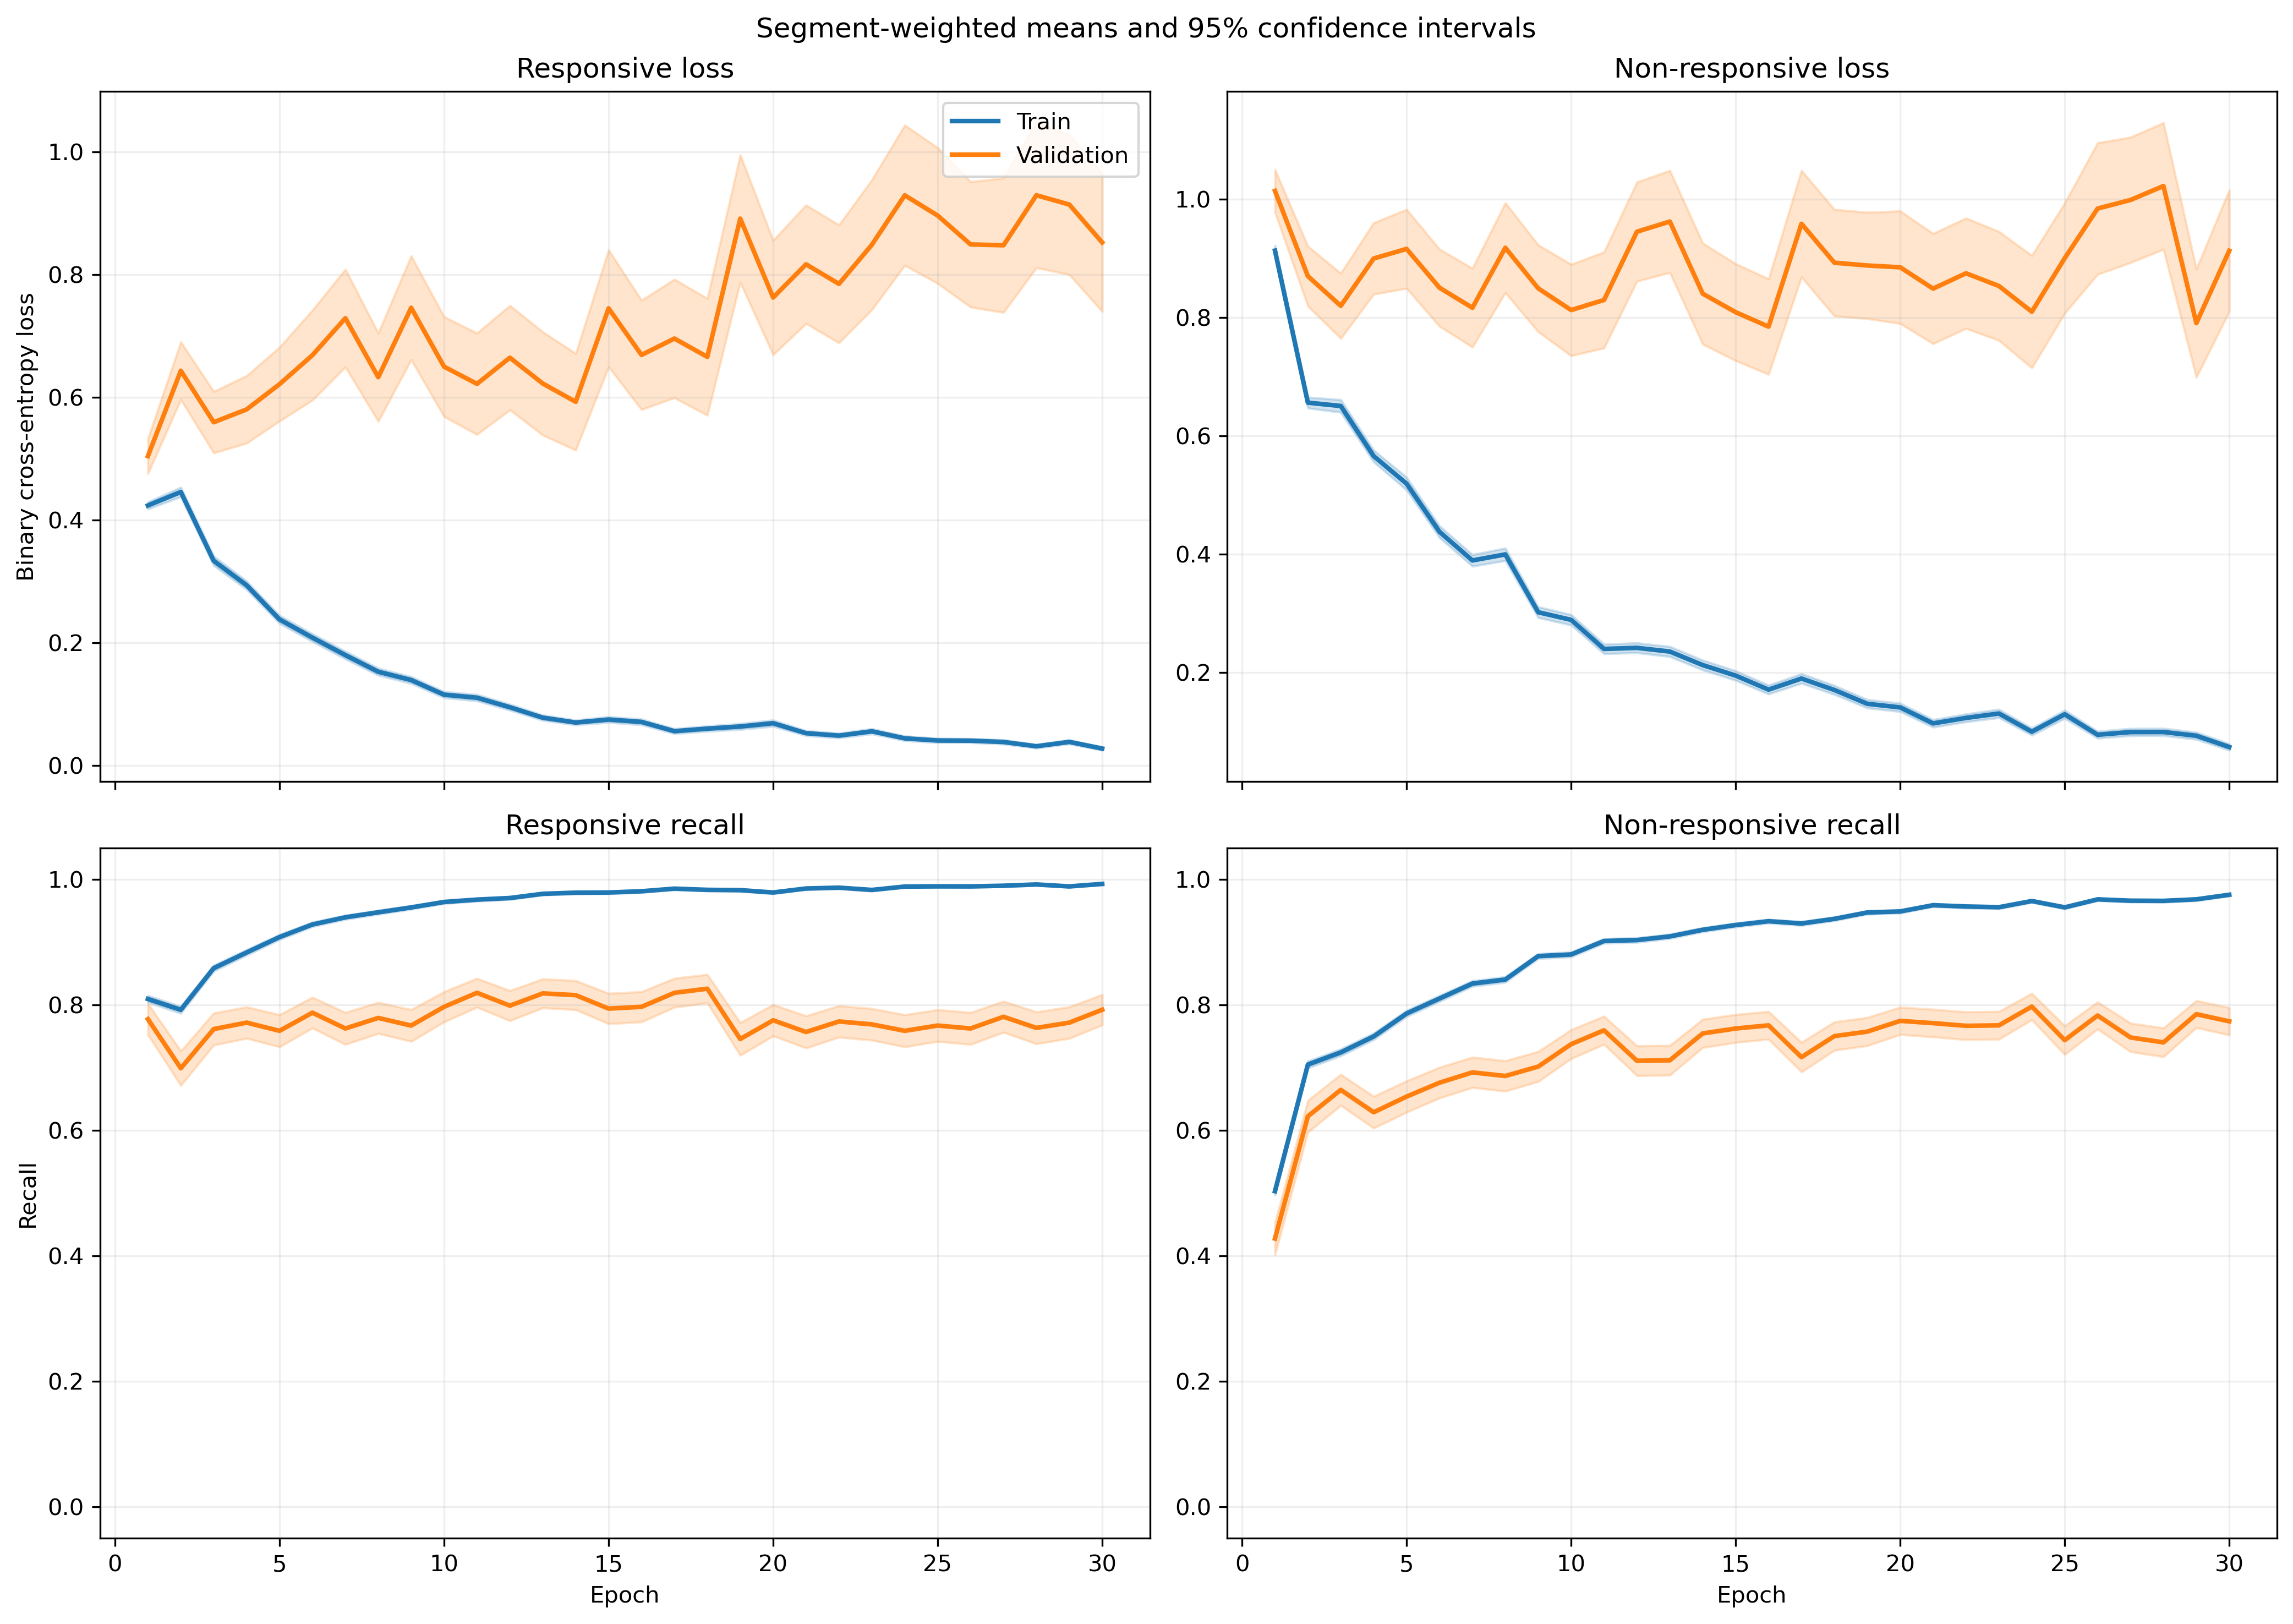 Segment-weighted means and 95% confidence intervals
Responsive loss
Non-responsive loss
Train
Validation
Binary cross-entropy loss
1.0
0.8
0.6
0.4
0.2
0.0
1.0
0.8
0.6
0.4
0.2
Responsive recall
Non-responsive recall
Recall
1.0
0.8
0.6
0.4
0.2
0.0
0 5 10 15 20 25 30
Epoch
1.0
0.8
0.6
0.4
0.2
0.0
0 5 10 15 20 25 30
Epoch